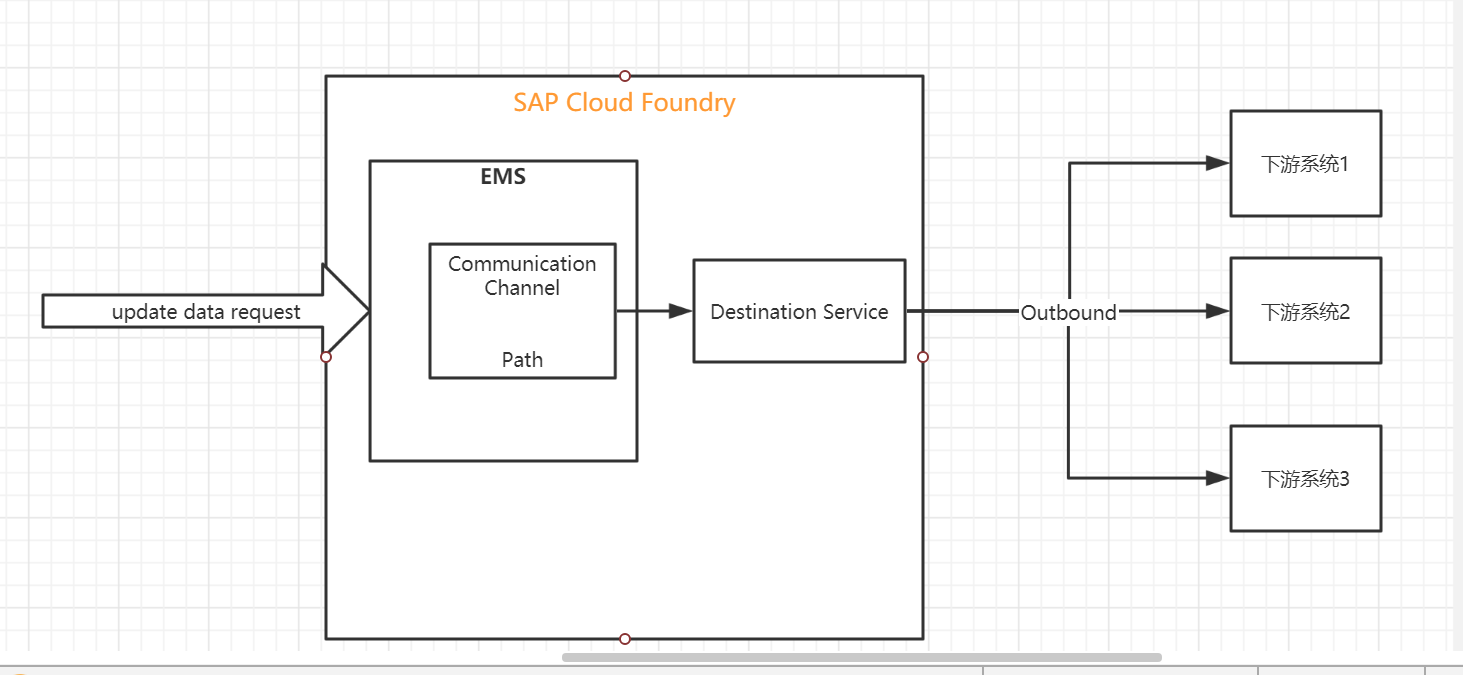 SAP Cloud Foundry
EMS
Communication
Channel
Path
update data request
Destination Service
Outbound
下游系统1
下游系统2
下游系统3